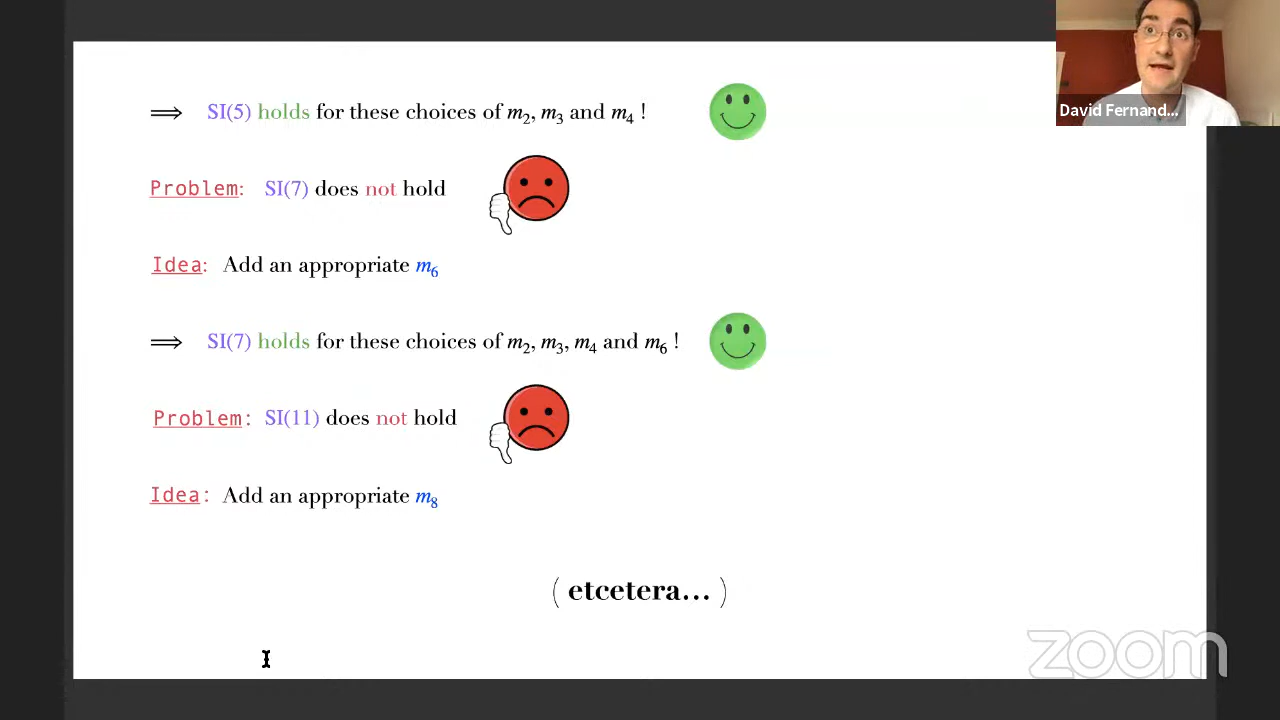 ⟹ SI(5) holds for these choices of m₂, m₃ and m₄ !
David Fernand...
Problem: SI(7) does not hold
Idea: Add an appropriate m₆
⟹ SI(7) holds for these choices of m₂, m₃, m₄ and m₆ !
Problem: SI(11) does not hold
Idea: Add an appropriate m₈
( etcetera... )
zoom